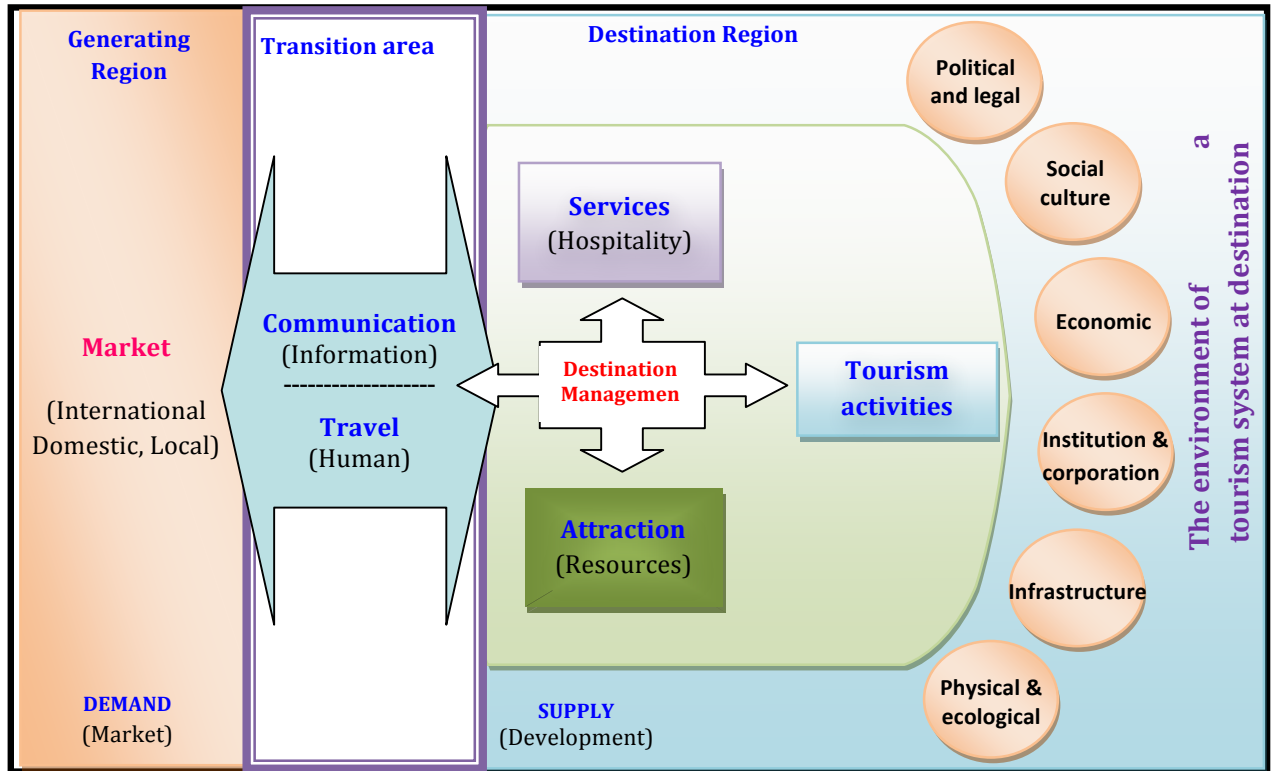 Generating
Region
Market
(International
Domestic, Local)
DEMAND
(Market)
Transition area
Communication
(Information)
--------------------
Travel
(Human)
Destination Region
Services
(Hospitality)
Destination
Managemen
Tourism
activities
Attraction
(Resources)
SUPPLY
(Development)
Political
and legal
Social
culture
Economic
Institution &
corporation
Infrastructure
Physical &
ecological
The environment of a
tourism system at destination